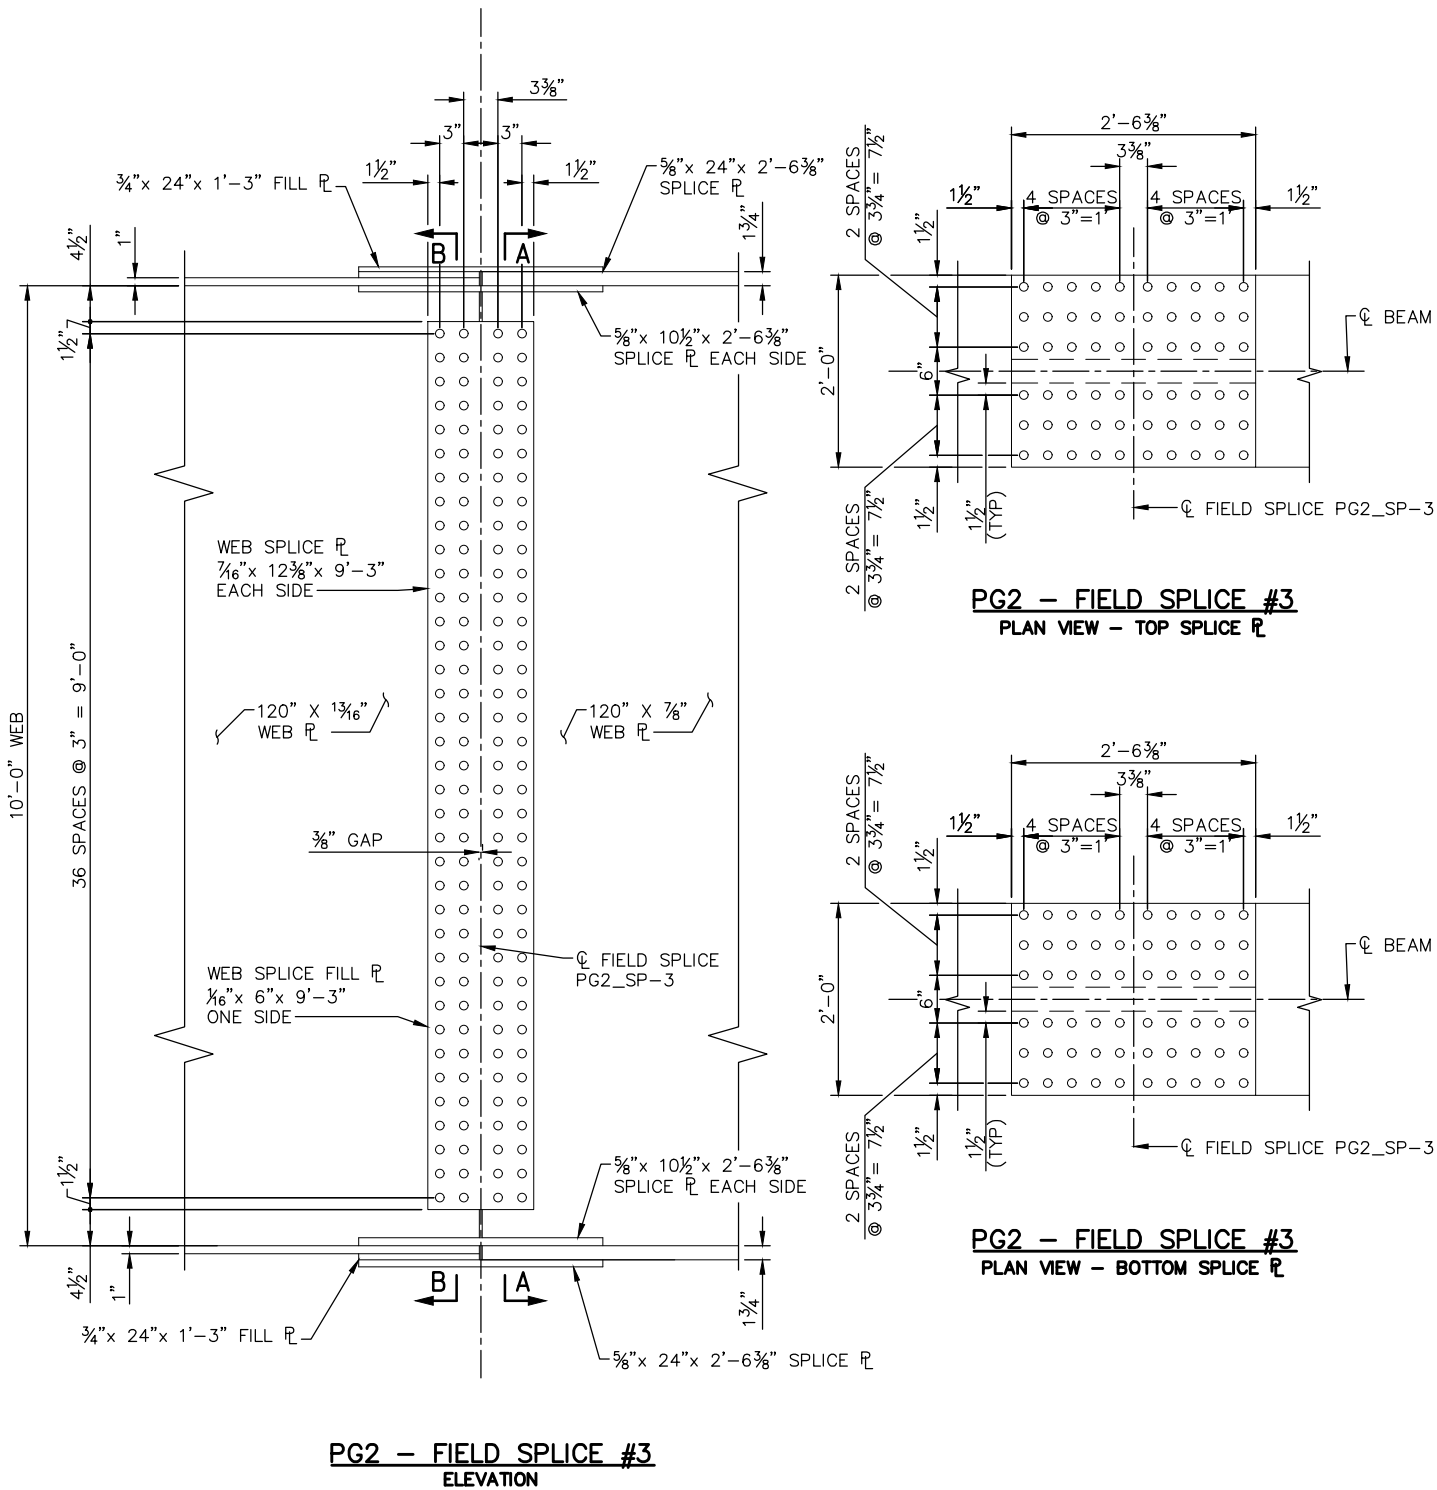 3⅜"
3"
3"
1½"
1½"
¾"x 24"x 1'-3" FILL ℄
⅝"x 24"x 2'-6⅜"
SPLICE PL
4½"
1"
1¾"
B
A
1½"
⅝"x 10½"x 2'-6⅜"
SPLICE PL EACH SIDE
WEB SPLICE PL
7⁄16"x 12⅜"x 9'-3"
EACH SIDE
10'-0" WEB
36 SPACES @ 3" = 9'-0"
120" X 13⁄16"
WEB PL
120" X ⅞"
WEB PL
⅜" GAP
℄ FIELD SPLICE
PG2_SP-3
WEB SPLICE FILL PL
1⁄16"x 6"x 9'-3"
ONE SIDE
1½"
⅝"x 10½"x 2'-6⅜"
SPLICE PL EACH SIDE
4½"
1"
B
A
1¾"
¾"x 24"x 1'-3" FILL PL
⅝"x 24"x 2'-6⅜" SPLICE PL
PG2 - FIELD SPLICE #3
ELEVATION
2'-6⅜"
3⅜"
2 SPACES
@ 3¾"= 7½"
1½"
1½"
4 SPACES
@ 3"=1'
4 SPACES
@ 3"=1'
1½"
2'-0"
6"
℄ BEAM
2 SPACES
@ 3¾"= 7½"
1½"
1½"
(TYP)
℄ FIELD SPLICE PG2_SP-3
PG2 - FIELD SPLICE #3
PLAN VIEW - TOP SPLICE PL
2'-6⅜"
3⅜"
2 SPACES
@ 3¾"= 7½"
1½"
1½"
4 SPACES
@ 3"=1'
4 SPACES
@ 3"=1'
1½"
2'-0"
6"
℄ BEAM
2 SPACES
@ 3¾"= 7½"
1½"
1½"
(TYP)
℄ FIELD SPLICE PG2_SP-3
PG2 - FIELD SPLICE #3
PLAN VIEW - BOTTOM SPLICE PL